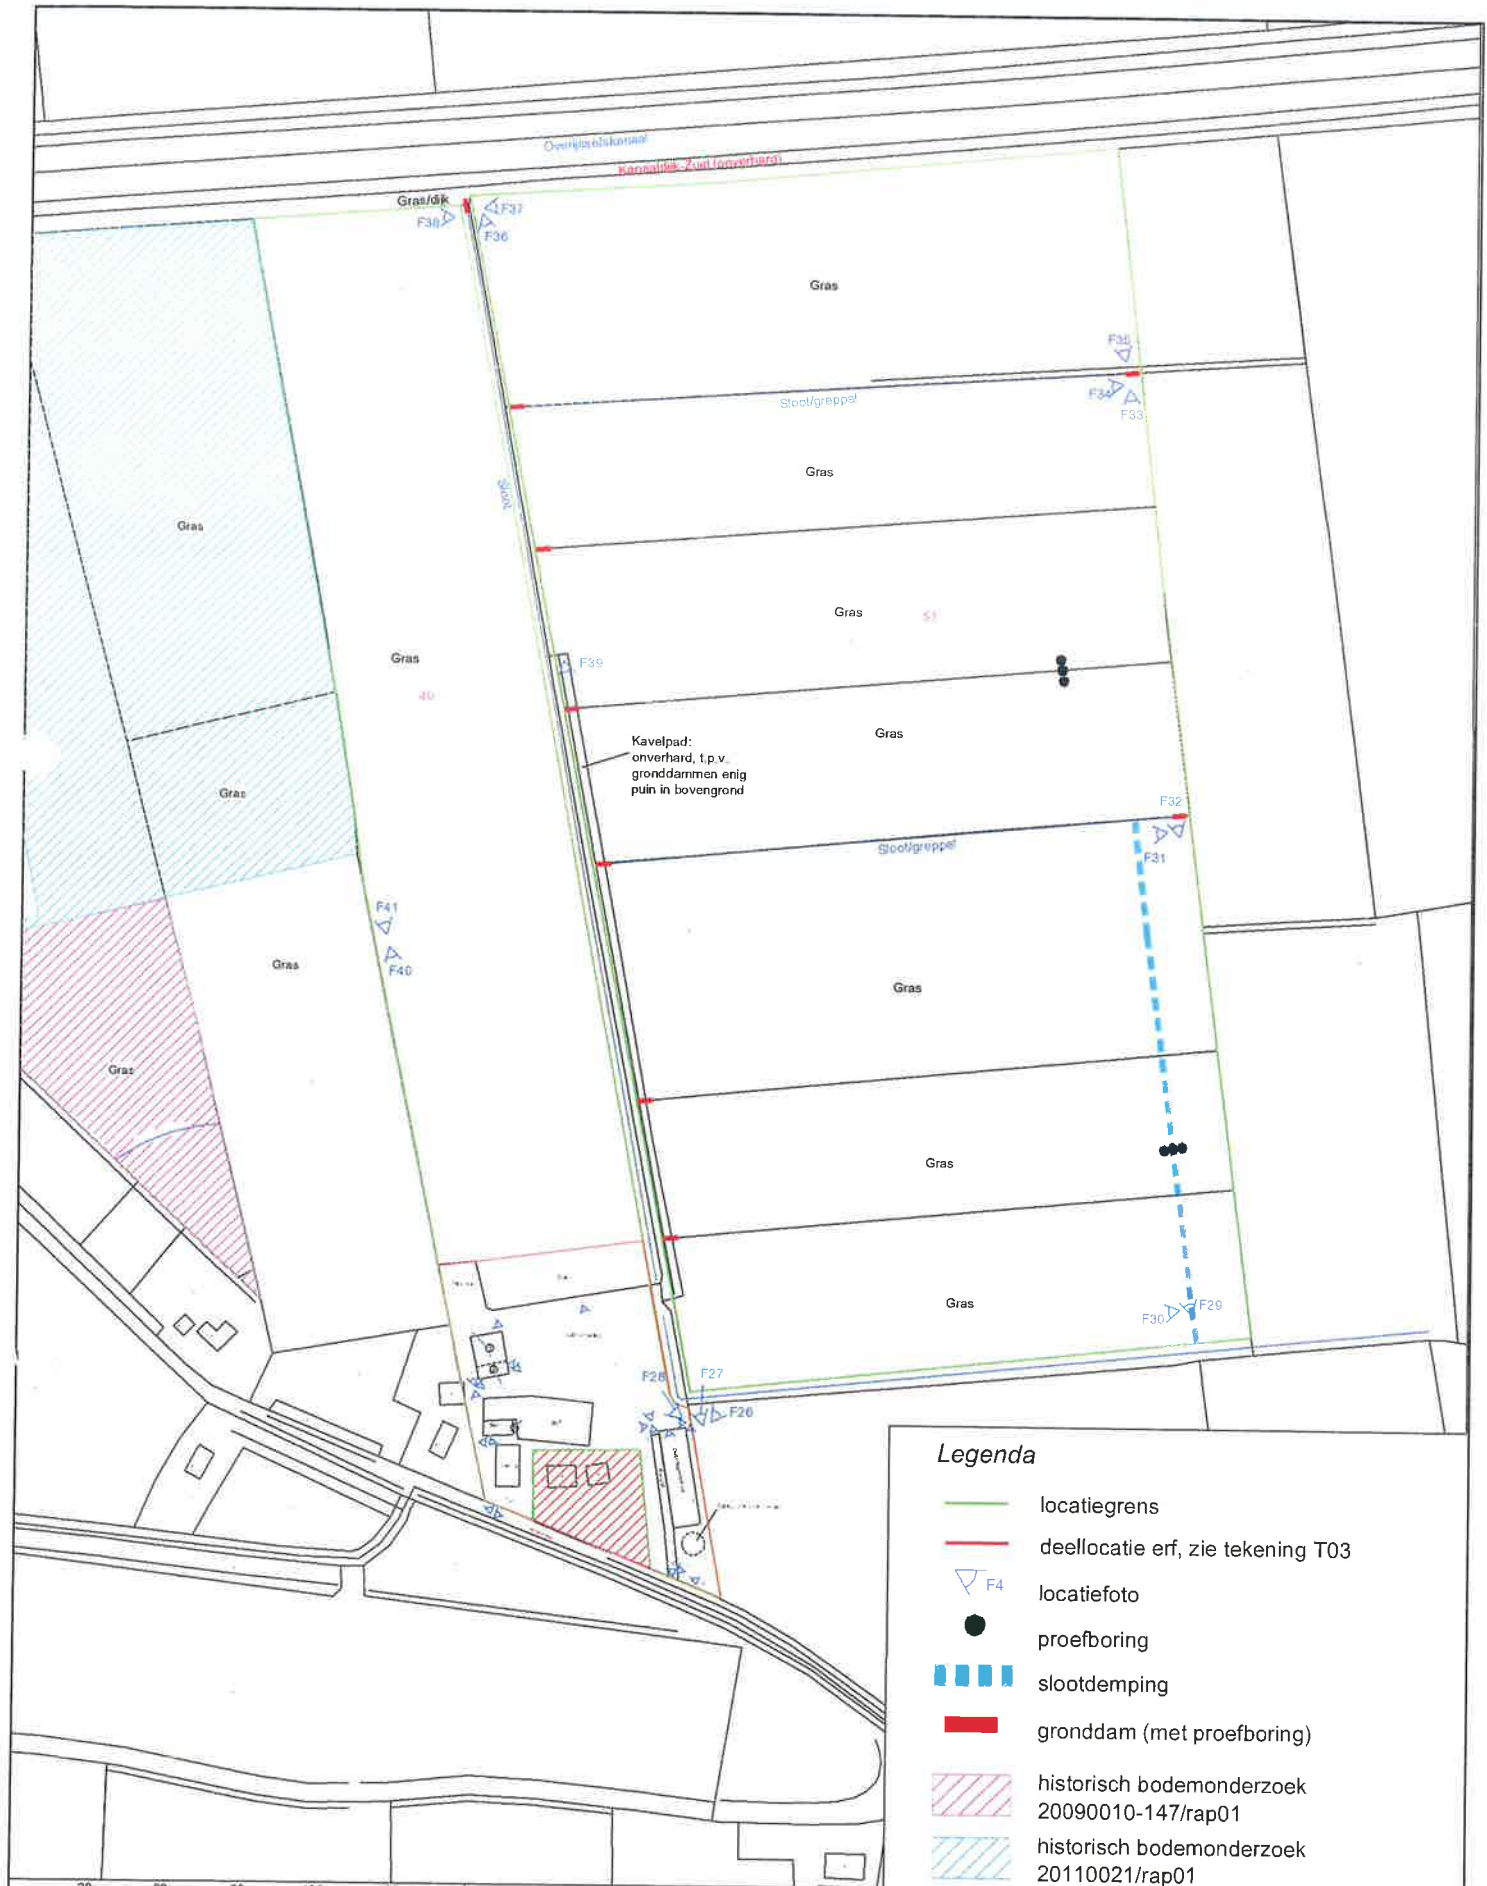 Overijsselskanaal
Kanaaldijk-Zuid (onverhard)
Gras/dijk
F38
F37
F36
Gras
F35
F34
F33
Sloot/greppel
Sloot
Gras
Gras
Gras
51
F39
Gras
40
Gras
Kavelpad:
onverhard, t.p.v.
gronddammen enig
puin in bovengrond
Gras
F32
F31
Sloot/greppel
F41
F40
Gras
Gras
Gras
Gras
Gras
F30
F29
F28
F27
F26
Legenda
locatiegrens
deellocatie erf, zie tekening T03
F4
locatiefoto
proefboring
slootdemping
gronddam (met proefboring)
historisch bodemonderzoek
20090010-147/rap01
historisch bodemonderzoek
20110021/rap01